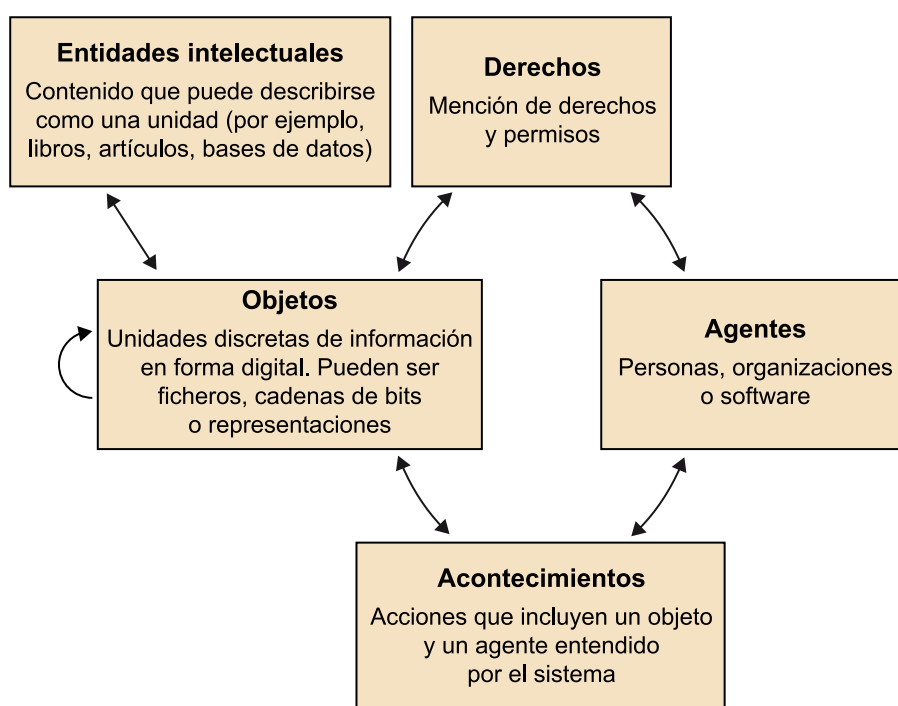 Entidades intelectuales
Contenido que puede describirse
como una unidad (por ejemplo,
libros, artículos, bases de datos)
Derechos
Mención de derechos
y permisos
Objetos
Unidades discretas de información
en forma digital. Pueden ser
ficheros, cadenas de bits
o representaciones
Agentes
Personas, organizaciones
o software
Acontecimientos
Acciones que incluyen un objeto
y un agente entendido
por el sistema